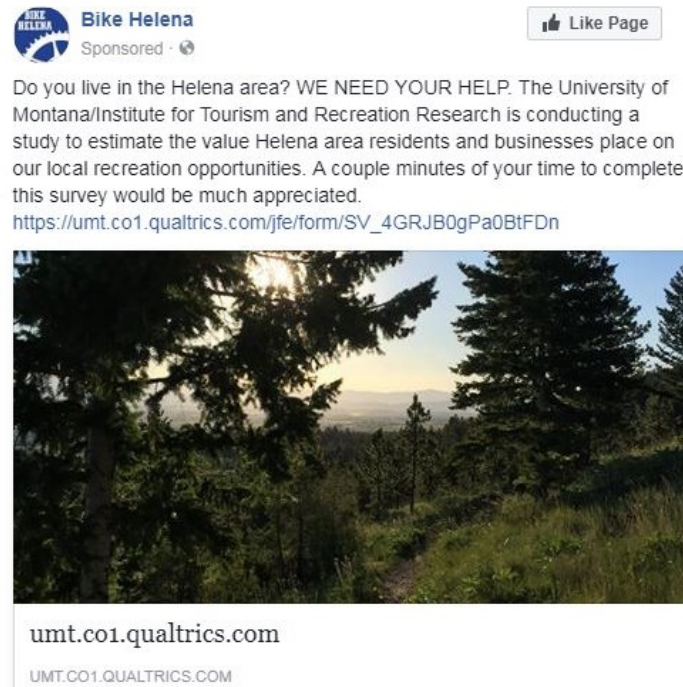 BIKE
HELENA
Bike Helena
Like Page
Sponsored ·
Do you live in the Helena area? WE NEED YOUR HELP. The University of
Montana/Institute for Tourism and Recreation Research is conducting a
study to estimate the value Helena area residents and businesses place on
our local recreation opportunities. A couple minutes of your time to complete
this survey would be much appreciated.
https://umt.co1.qualtrics.com/jfe/form/SV_4GRJB0gPa0BtFDn
umt.co1.qualtrics.com
UMT.CO1.QUALTRICS.COM